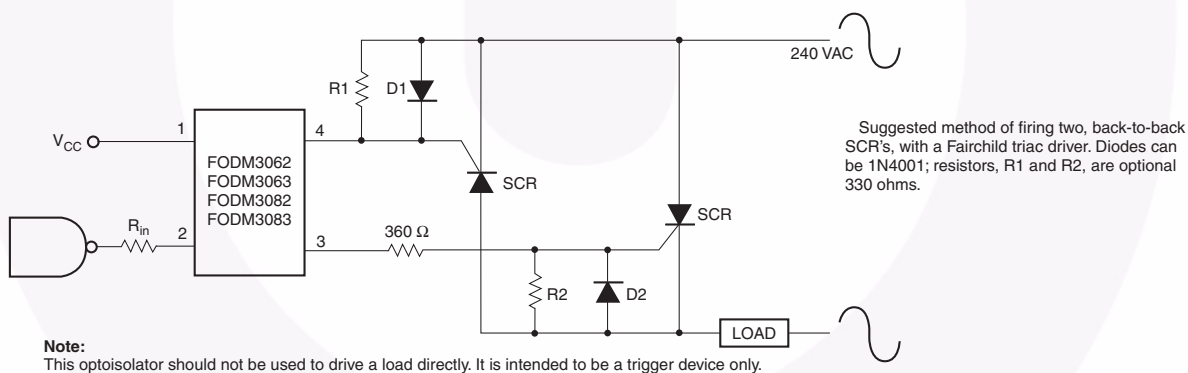 240 VAC
R1
D1
Suggested method of firing two, back-to-back
SCR's, with a Fairchild triac driver. Diodes can
be 1N4001; resistors, R1 and R2, are optional
330 ohms.
VCC
1
4
FODM3062
FODM3063
FODM3082
FODM3083
SCR
SCR
Rin
2
3
360 Ω
R2
D2
LOAD
Note:
This optoisolator should not be used to drive a load directly. It is intended to be a trigger device only.